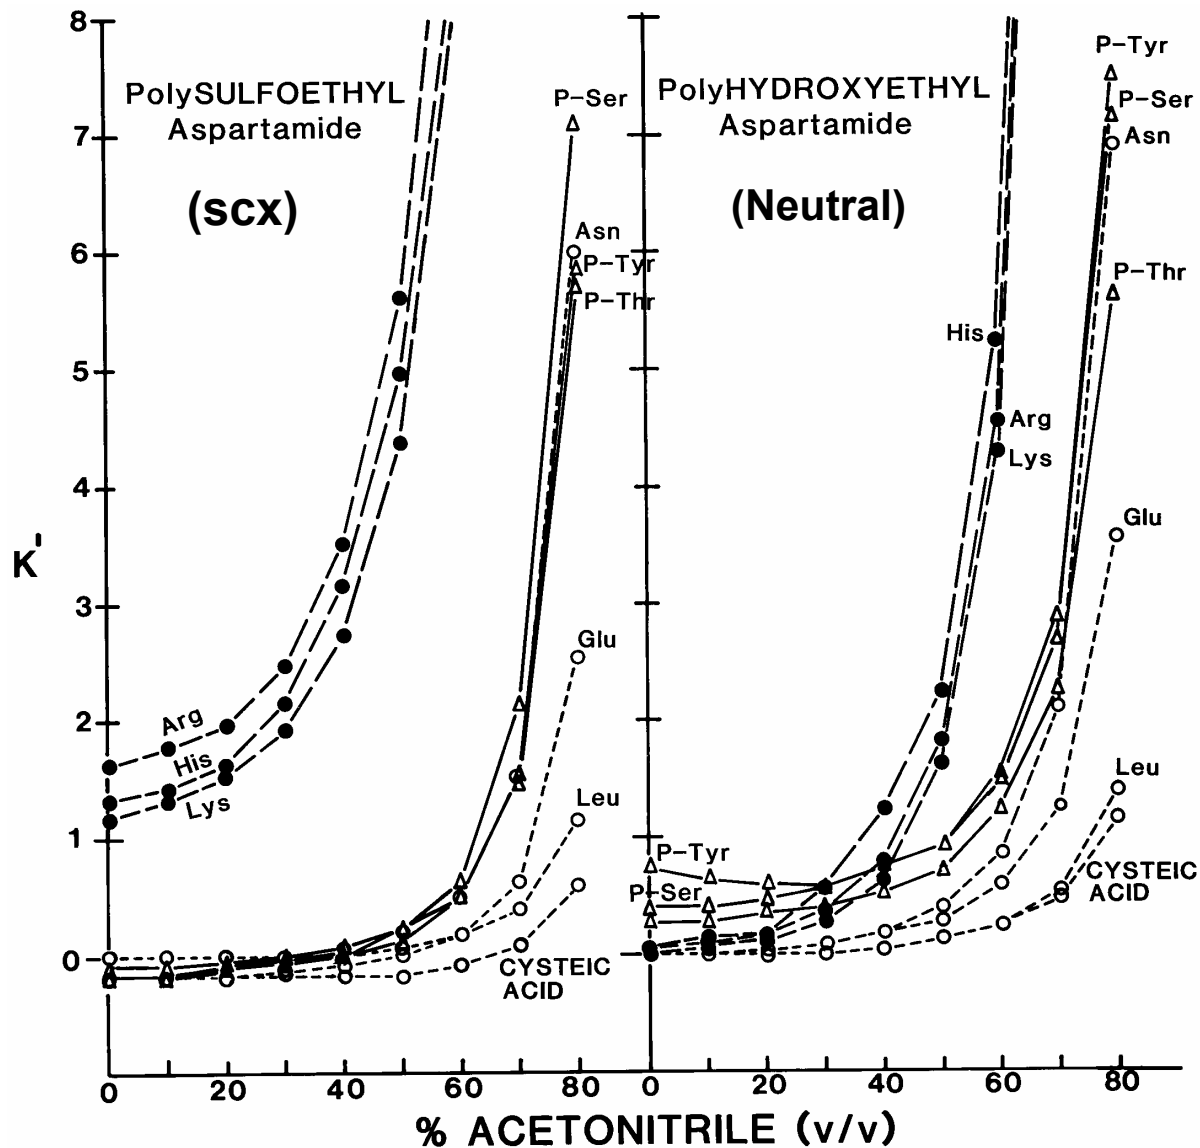 8
7
6
5
4
3
2
1
0
K'
PolySULFOETHYL
Aspartamide
(scx)
Arg
His
Lys
P-Ser
Asn
P-Tyr
P-Thr
Glu
Leu
CYSTEIC
ACID
0 20 40 60 80
PolyHYDROXYETHYL
Aspartamide
(Neutral)
P-Tyr
P-Ser
Asn
P-Thr
His
Arg
Lys
Glu
Leu
P-Tyr
P-Ser
CYSTEIC
ACID
0 20 40 60 80
% ACETONITRILE (v/v)